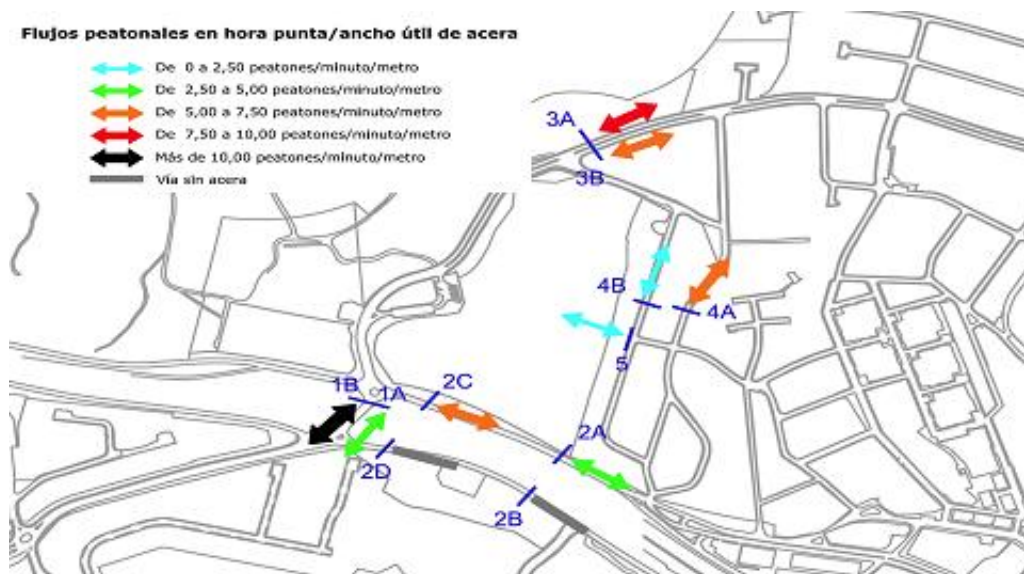 Flujos peatonales en hora punta/ancho útil de acera
De 0 a 2,50 peatones/minuto/metro
De 2,50 a 5,00 peatones/minuto/metro
De 5,00 a 7,50 peatones/minuto/metro
De 7,50 a 10,00 peatones/minuto/metro
Más de 10,00 peatones/minuto/metro
Vía sin acera
3A
3B
4B
4A
5
1B
1A
2C
2A
2D
2B